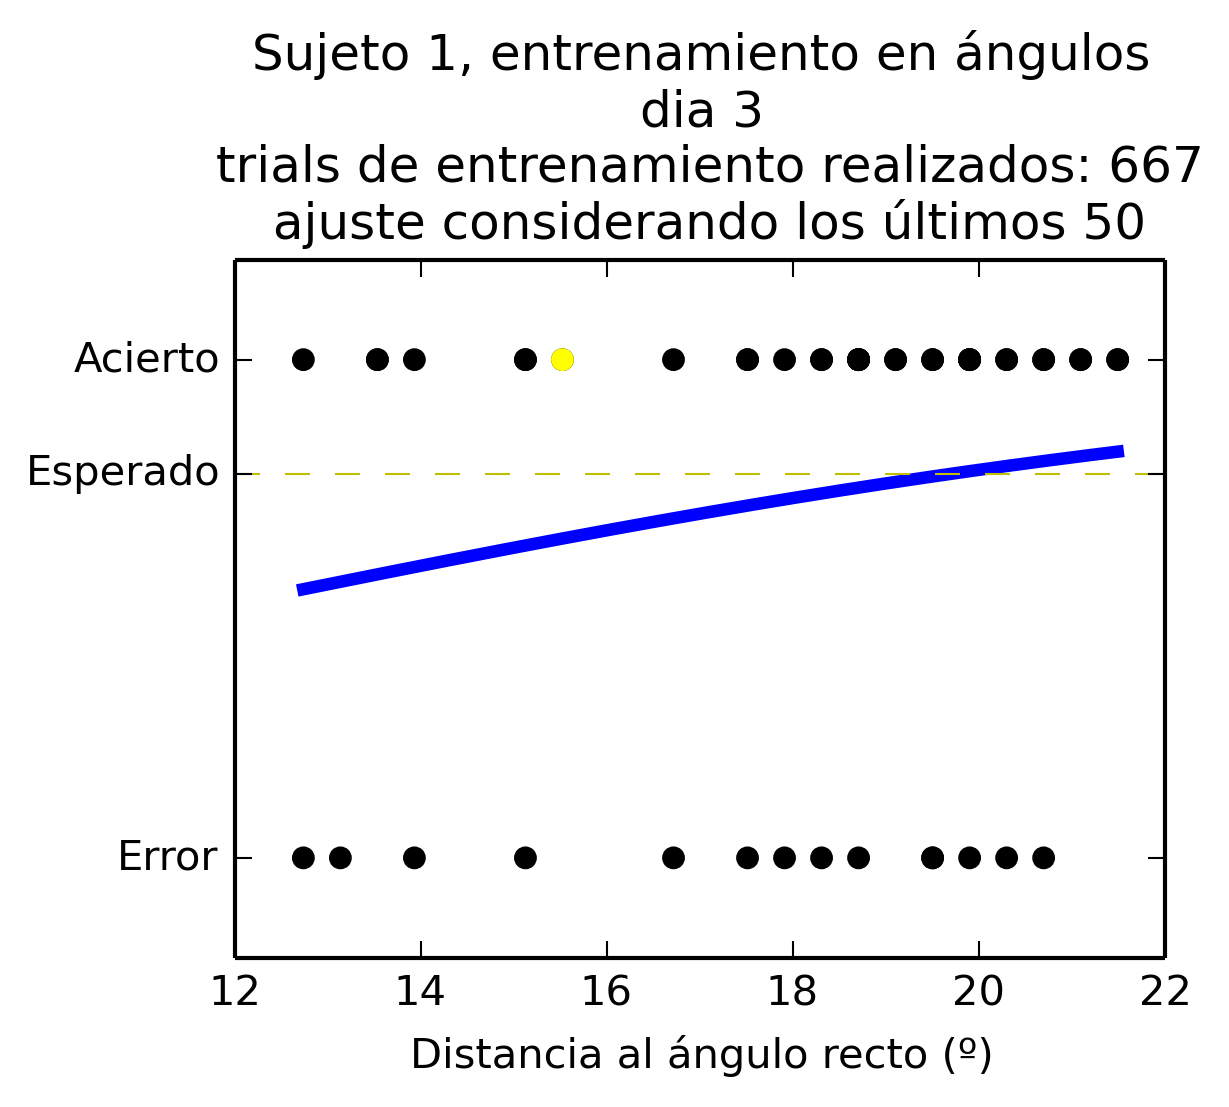 Sujeto 1, entrenamiento en ángulos
dia 3
trials de entrenamiento realizados: 667
ajuste considerando los últimos 50
Acierto
Esperado
Error
12 14 16 18 20 22
Distancia al ángulo recto (º)